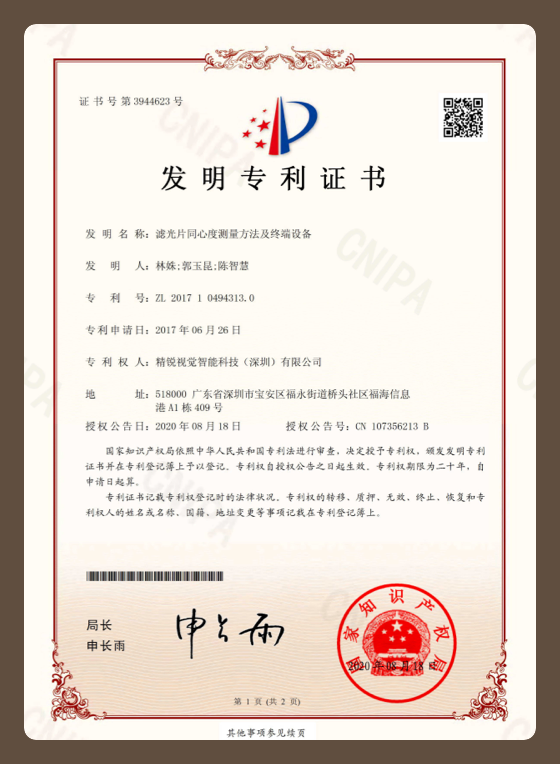 证书号第3944623号
发明专利证书
发 明 名 称：滤光片同心度测量方法及终端设备
发 明 人：林姝;郭玉昆;陈智慧
专 利 号：ZL 2017 1 0494313.0
专利申请日：2017年06月26日
专 利 权 人：精锐视觉智能科技（深圳）有限公司
地 址：518000 广东省深圳市宝安区福永街道桥头社区福海信息
港A1栋409号
授权公告日：2020年08月18日 授权公告号：CN 107356213 B
国家知识产权局依照中华人民共和国专利法进行审查，决定授予专利权，颁发发明专利
证书并在专利登记簿上予以登记。专利权自授权公告之日起生效。专利权期限为二十年，自
申请日起算。
专利证书记载专利权登记时的法律状况。专利权的转移、质押、无效、终止、恢复和专
利权人的姓名或名称、国籍、地址变更等事项记载在专利登记簿上。
局长
申长雨
申长雨
国家知识产权局
2020年08月18日
第 1 页 (共 2 页)
其他事项参见续页
CNIPA
CNIPA
CNIPA